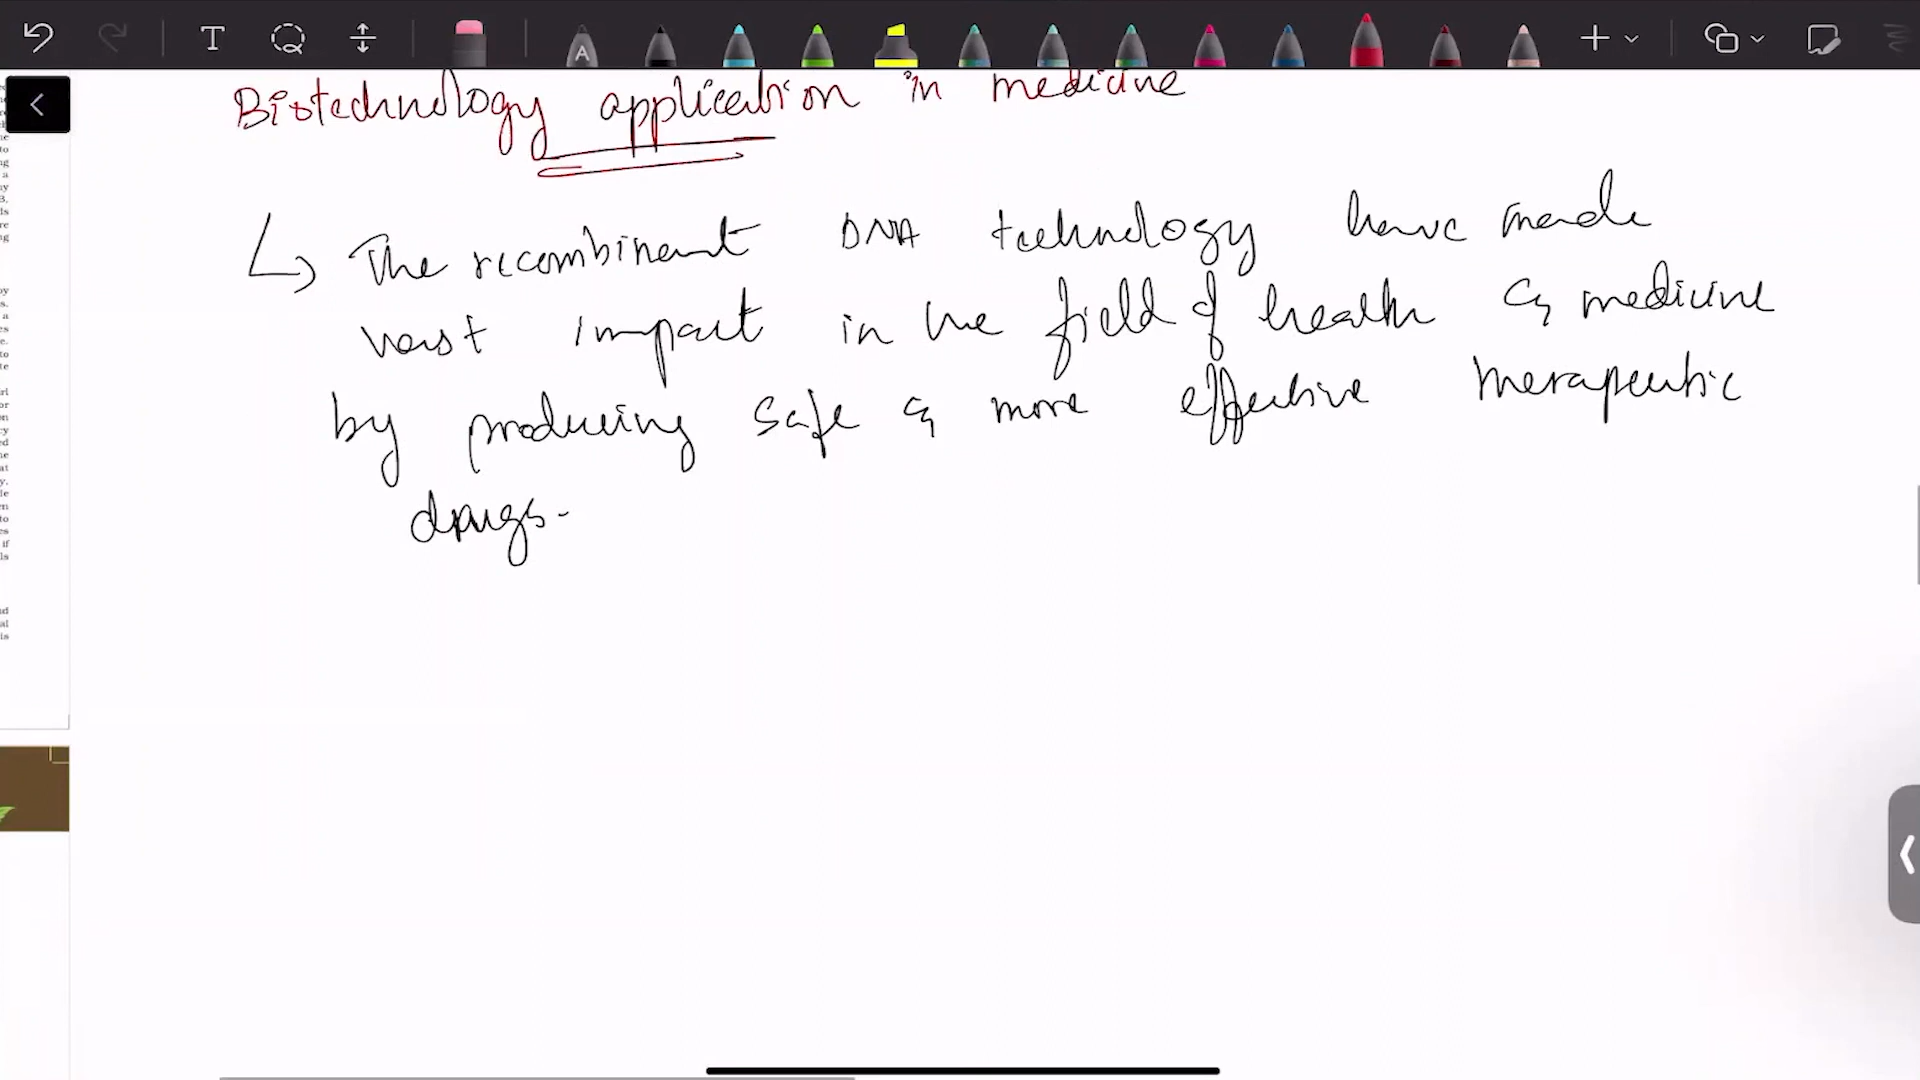 Biotechnology application in medicine
↳ The recombinent DNA technology have made
vast impact in the field of health & medicine
by producing safe & more effective therapeutic
drugs.
T
A